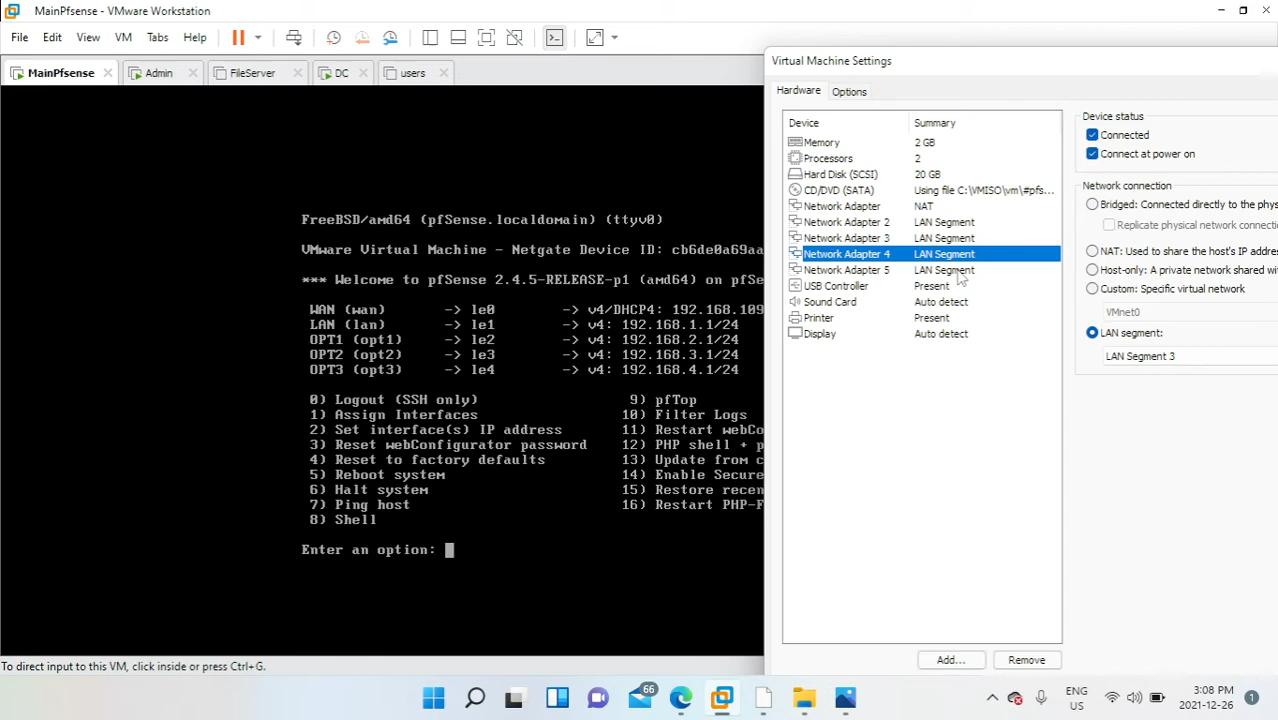 MainPfsense - VMware Workstation
File Edit View VM Tabs Help
MainPfsense Admin FileServer DC users
FreeBSD/amd64 (pfSense.localdomain) (ttyv0)
VMware Virtual Machine - Netgate Device ID: cb6de0a69aa
*** Welcome to pfSense 2.4.5-RELEASE-p1 (amd64) on pfSe
WAN (wan) -> le0 -> v4/DHCP4: 192.168.109
LAN (lan) -> le1 -> v4: 192.168.1.1/24
OPT1 (opt1) -> le2 -> v4: 192.168.2.1/24
OPT2 (opt2) -> le3 -> v4: 192.168.3.1/24
OPT3 (opt3) -> le4 -> v4: 192.168.4.1/24
0) Logout (SSH only) 9) pfTop
1) Assign Interfaces 10) Filter Logs
2) Set interface(s) IP address 11) Restart webCo
3) Reset webConfigurator password 12) PHP shell + p
4) Reset to factory defaults 13) Update from c
5) Reboot system 14) Enable Secure
6) Halt system 15) Restore recen
7) Ping host 16) Restart PHP-F
8) Shell
Enter an option:
To direct input to this VM, click inside or press Ctrl+G.
Virtual Machine Settings
Hardware Options
Device Summary
Memory 2 GB
Processors 2
Hard Disk (SCSI) 20 GB
CD/DVD (SATA) Using file C:\VMISO\vm\#pfs...
Network Adapter NAT
Network Adapter 2 LAN Segment
Network Adapter 3 LAN Segment
Network Adapter 4 LAN Segment
Network Adapter 5 LAN Segment
USB Controller Present
Sound Card Auto detect
Printer Present
Display Auto detect
Add... Remove
Device status
Connected
Connect at power on
Network connection
Bridged: Connected directly to the phys
Replicate physical network connectio
NAT: Used to share the host's IP addres
Host-only: A private network shared wit
Custom: Specific virtual network
VMnet0
LAN segment:
LAN Segment 3
66
ENG
US
3:08 PM
2021-12-26
1